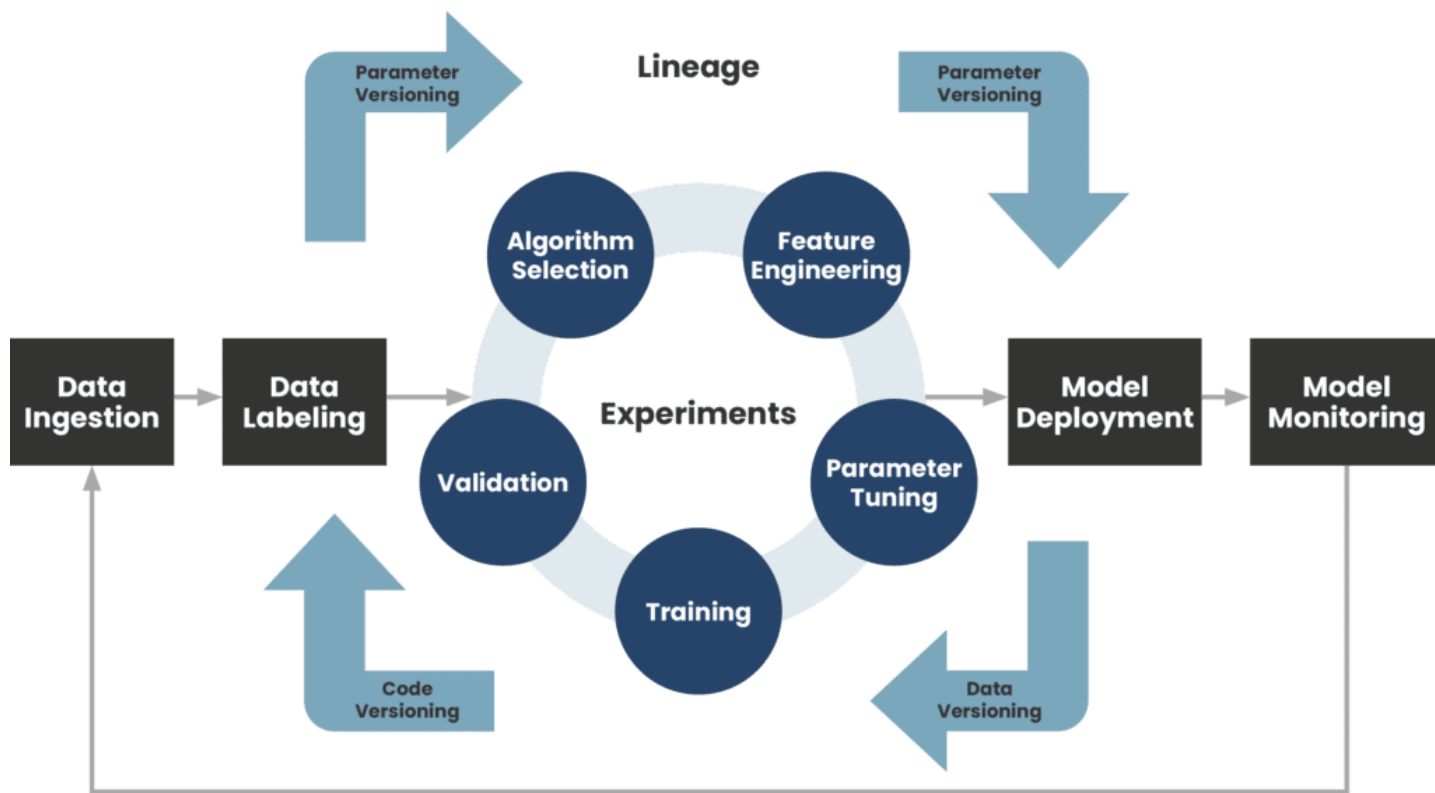 Parameter
Versioning
Lineage
Parameter
Versioning
Algorithm
Selection
Feature
Engineering
Data
Ingestion
Data
Labeling
Experiments
Model
Deployment
Model
Monitoring
Validation
Parameter
Tuning
Training
Code
Versioning
Data
Versioning